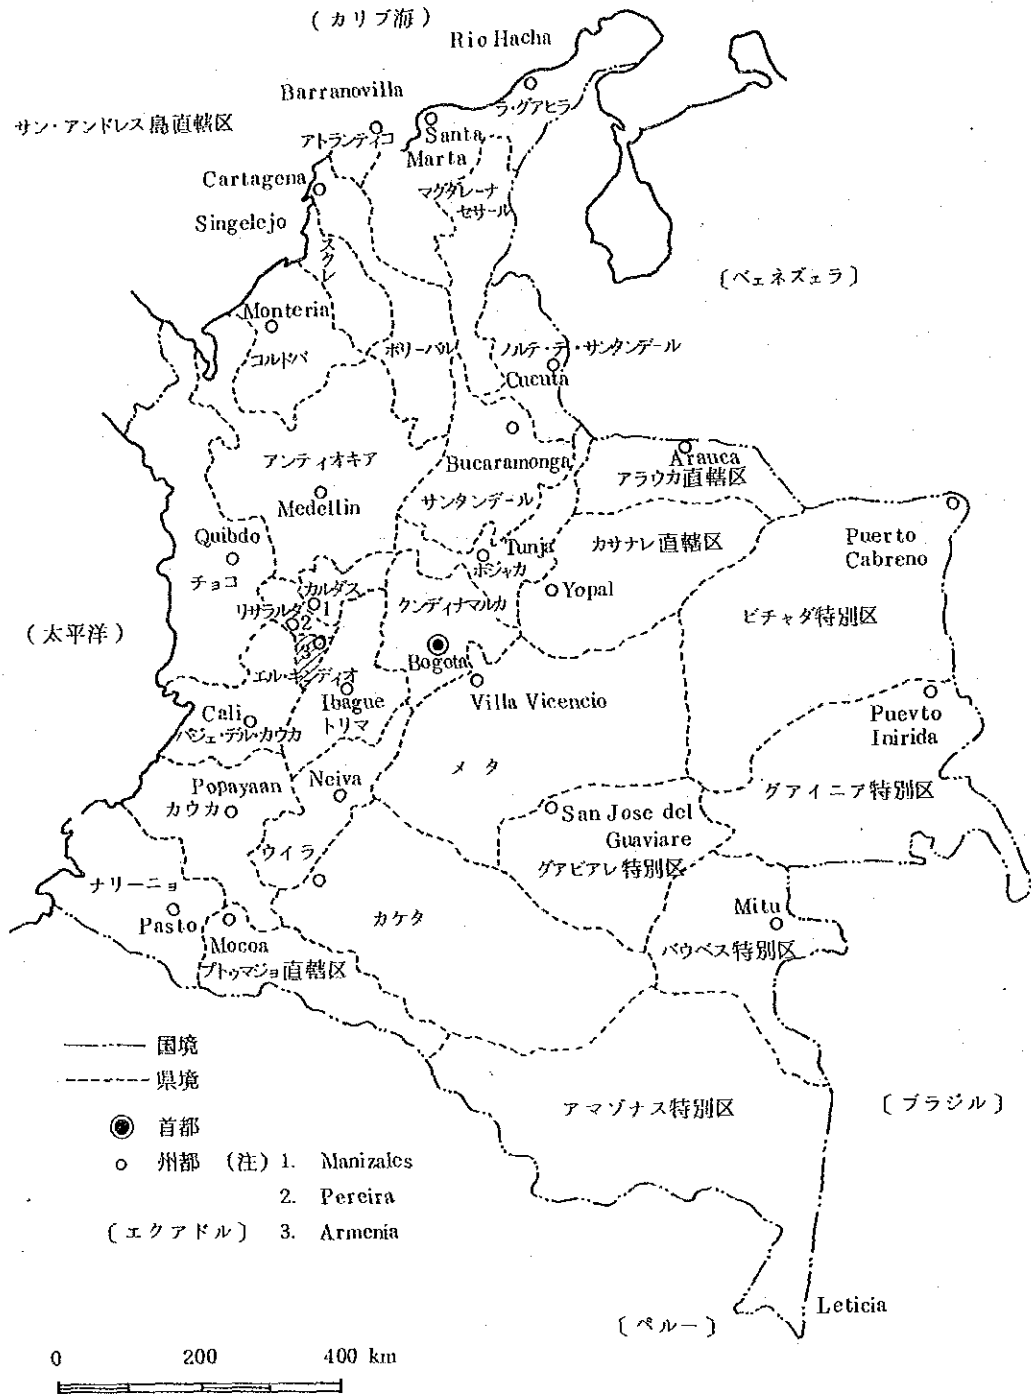 (カリブ海)
Rio Hacha
Barranovilla
ラ・グアヒラ
サン・アンドレス島直轄区
アトランティコ
Santa
Marta
Cartagena
マグダレーナ
セサール
Singelejo
スクレ
〔ベェネズェラ〕
Monteria
コルドバ
ボリーバル
ノルテ・デ・サンタンデール
Cucuta
アンティオキア
Bucaramonga
Arauca
アラウカ直轄区
Medellin
サンタンデール
Quibdo
チョコ
Tunja
ボジャカ
カサナレ直轄区
Puerto
Cabreno
カルダス
1
リサラルダ
2
クンディナマルカ
Yopal
ビチャダ特別区
(太平洋)
3
エル・キンディオ
Bogota
Ibague
トリマ
Villa Vicencio
Cali
バジェ・デル・カウカ
Puevto
Inirida
メタ
Popayaan
カウカ
Neiva
San Jose del
Guaviare
グアビアレ特別区
グアイニア特別区
ウイラ
ナリーニョ
カケタ
Mitu
バウベス特別区
Pasto
Mocoa
プトゥマジョ直轄区
国境
県境
首都
州都 (注) 1. Manizales
2. Pereira
〔エクアドル〕 3. Armenia
アマゾナス特別区
〔ブラジル〕
Leticia
〔ペルー〕
0 200 400 km